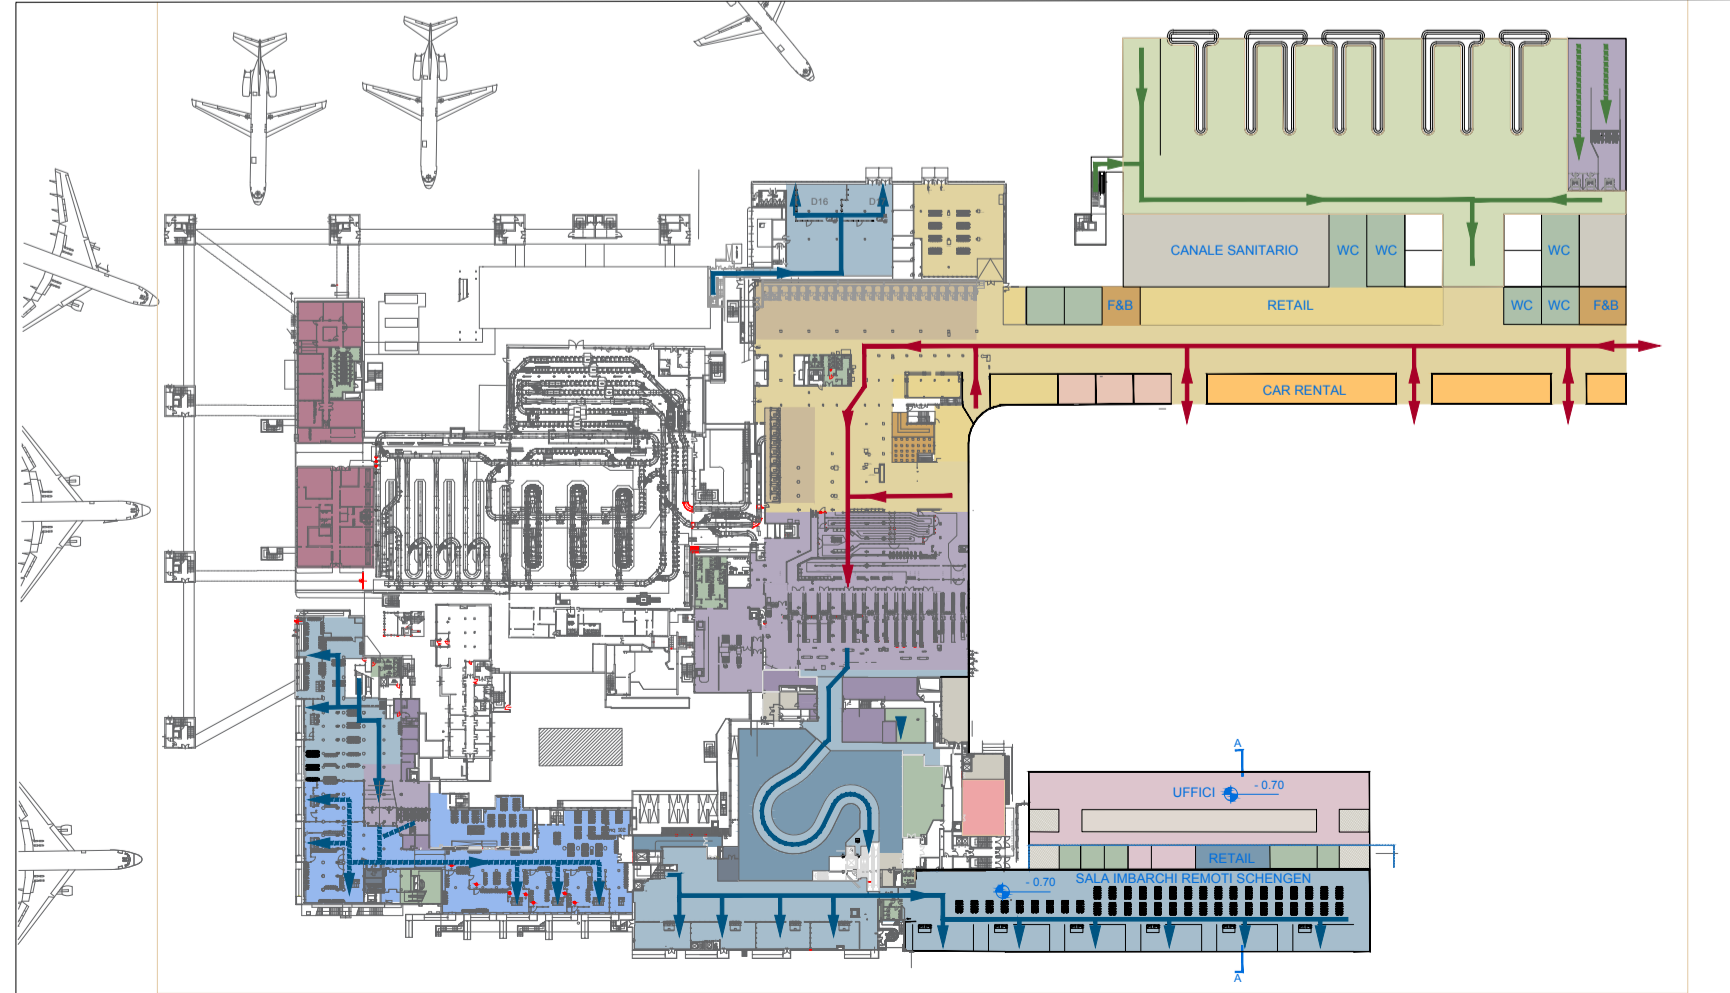 D16
CANALE SANITARIO
WC
WC
WC
F&B
RETAIL
WC
WC
F&B
CAR RENTAL
A
UFFICI
- 0.70
RETAIL
- 0.70
SALA IMBARCHI REMOTI SCHENGEN
A